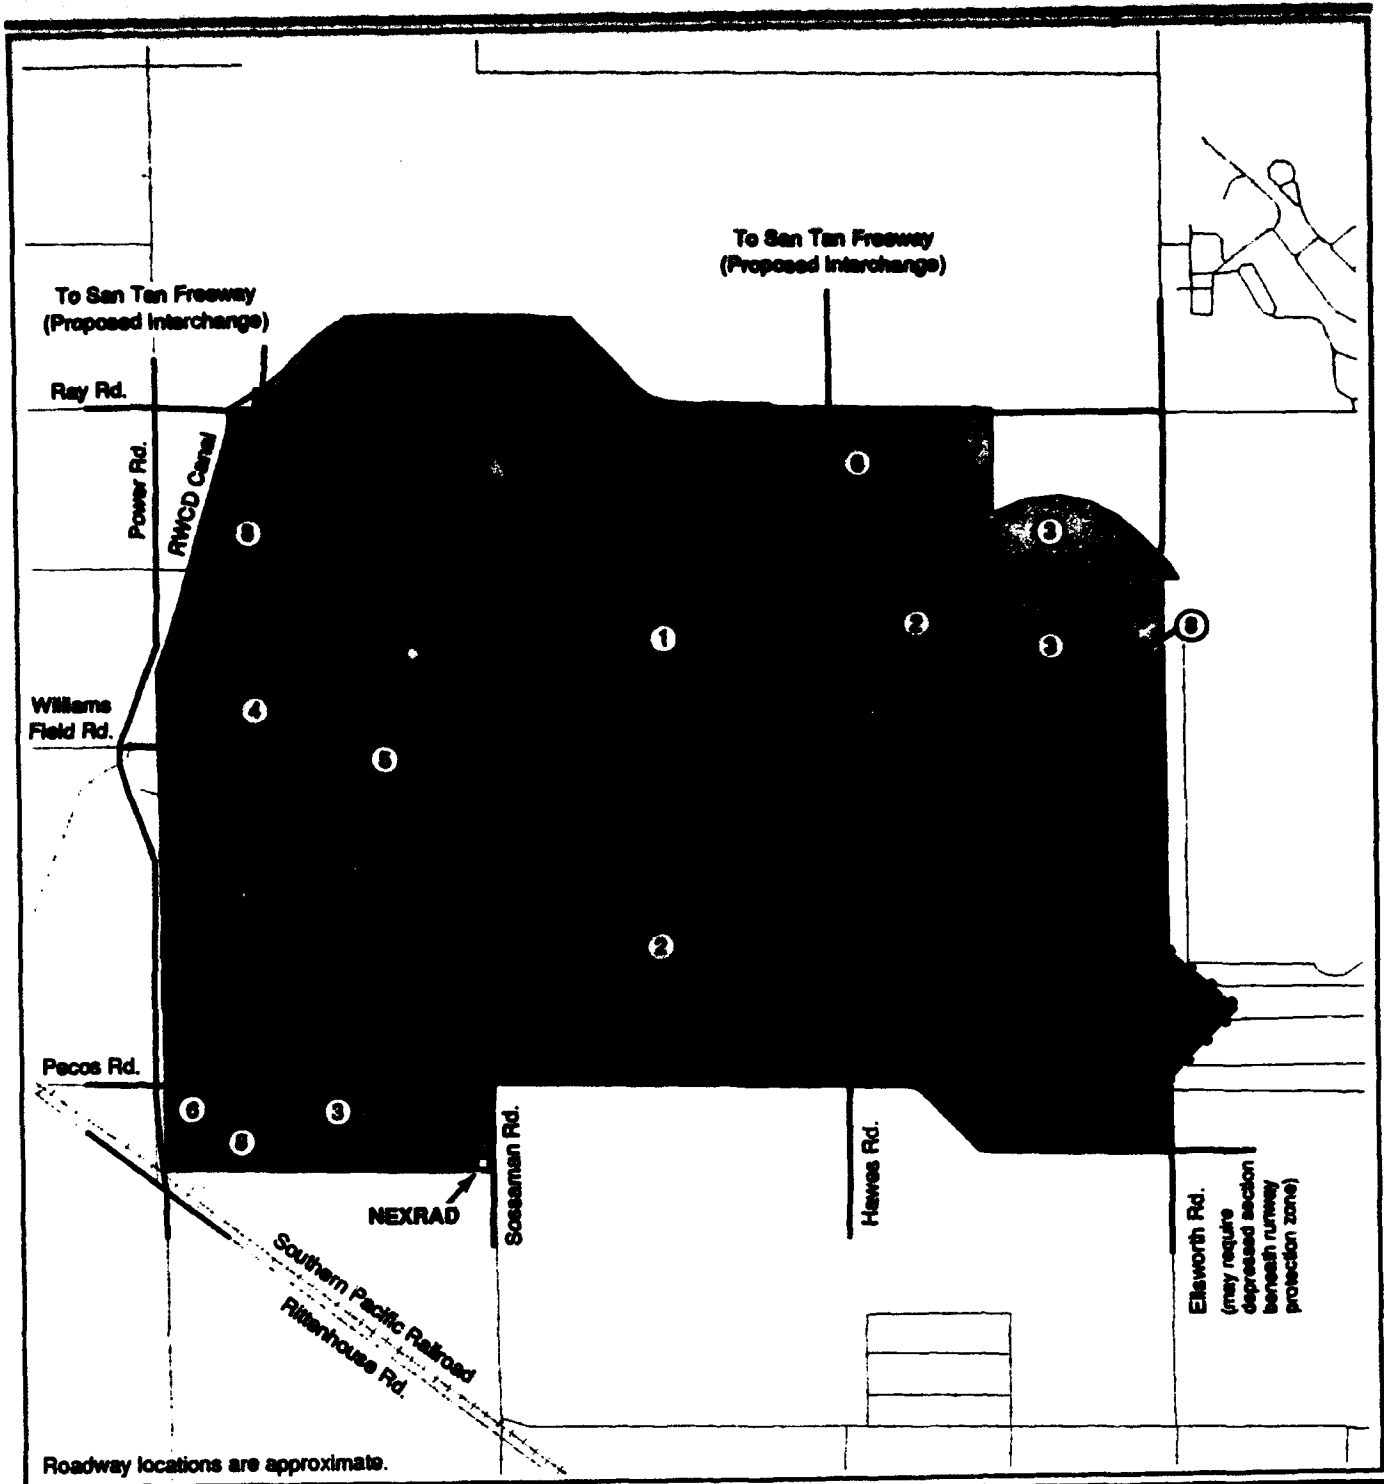 To San Tan Freeway
(Proposed Interchange)
To San Tan Freeway
(Proposed Interchange)
Ray Rd.
Power Rd.
RWCD Canal
1
2
3
4
5
Williams
Field Rd.
2
Pecos Rd.
3
NEXRAD
Sossaman Rd.
Hawes Rd.
Ellsworth Rd.
(may require
depressed section
beneath runway
protection zone)
Southern Pacific Railroad
Rittenhouse Rd.
Roadway locations are approximate.